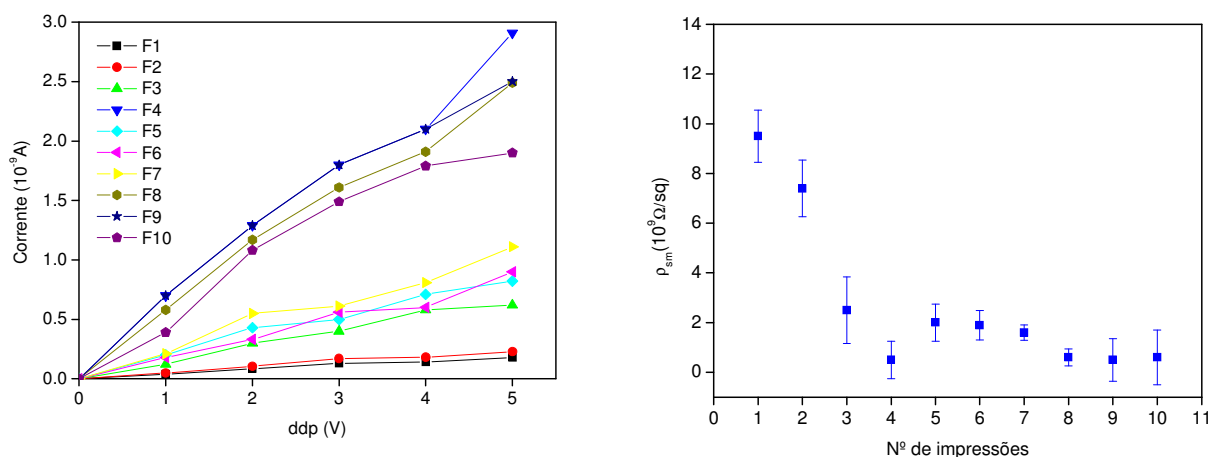 3.0
2.5
2.0
1.5
1.0
0.5
0.0
Corrente (10⁻⁹A)
F1
F2
F3
F4
F5
F6
F7
F8
F9
F10
0 1 2 3 4 5
ddp (V)
14
12
10
8
6
4
2
0
ρsm(10⁹Ω/sq)
0 1 2 3 4 5 6 7 8 9 10 11
Nº de impressões